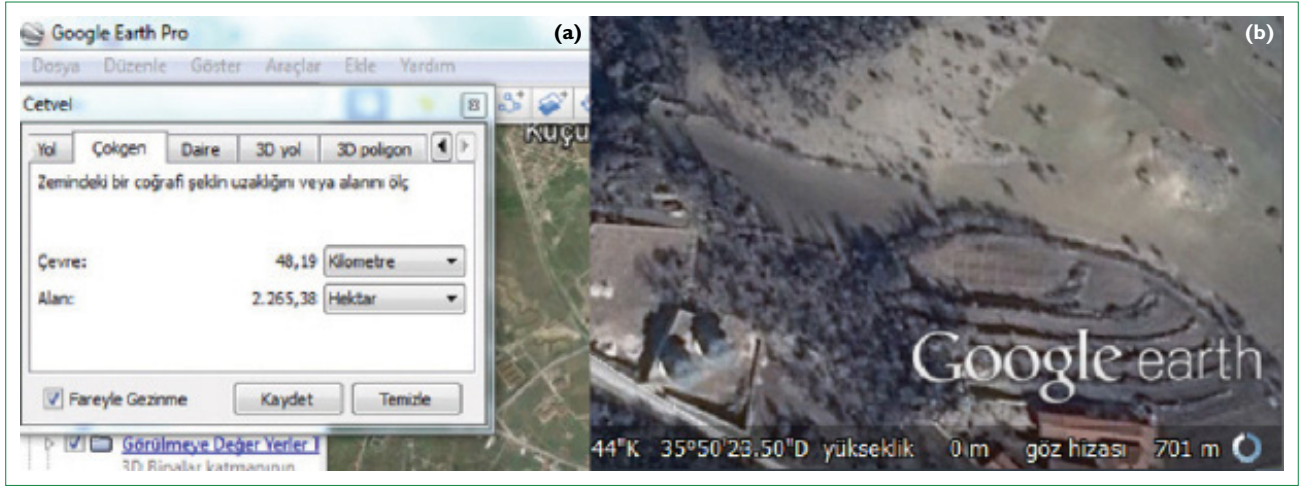 Google Earth Pro
(a)
Dosya Düzenle Göster Araçlar Ekle Yardım
Cetvel
Yol Çokgen Daire 3D yol 3D poligon
Zemindeki bir coğrafi şeklin uzaklığını veya alanını ölç
Çevre: 48,19 Kilometre
Alan: 2.265,38 Hektar
Fareyle Gezinme Kaydet Temizle
Görülmeye Değer Yerler
3D Binalar katmanının
Küçü
(b)
Google earth
44"K 35°50'23.50"D yükseklik 0 m göz hizası 701 m